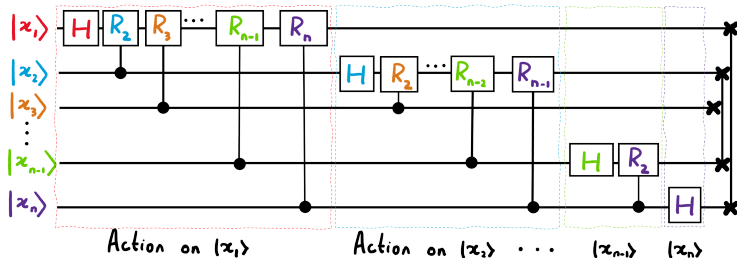 |x₁⟩ H R₂ R₃ ... Rₙ₋₁ Rₙ
|x₂⟩ H R₂ ... Rₙ₋₂ Rₙ₋₁
|x₃⟩
⋮
|xₙ₋₁⟩ H R₂
|xₙ⟩ H
Action on |x₁⟩ Action on |x₂⟩ ... |xₙ₋₁⟩ |xₙ⟩